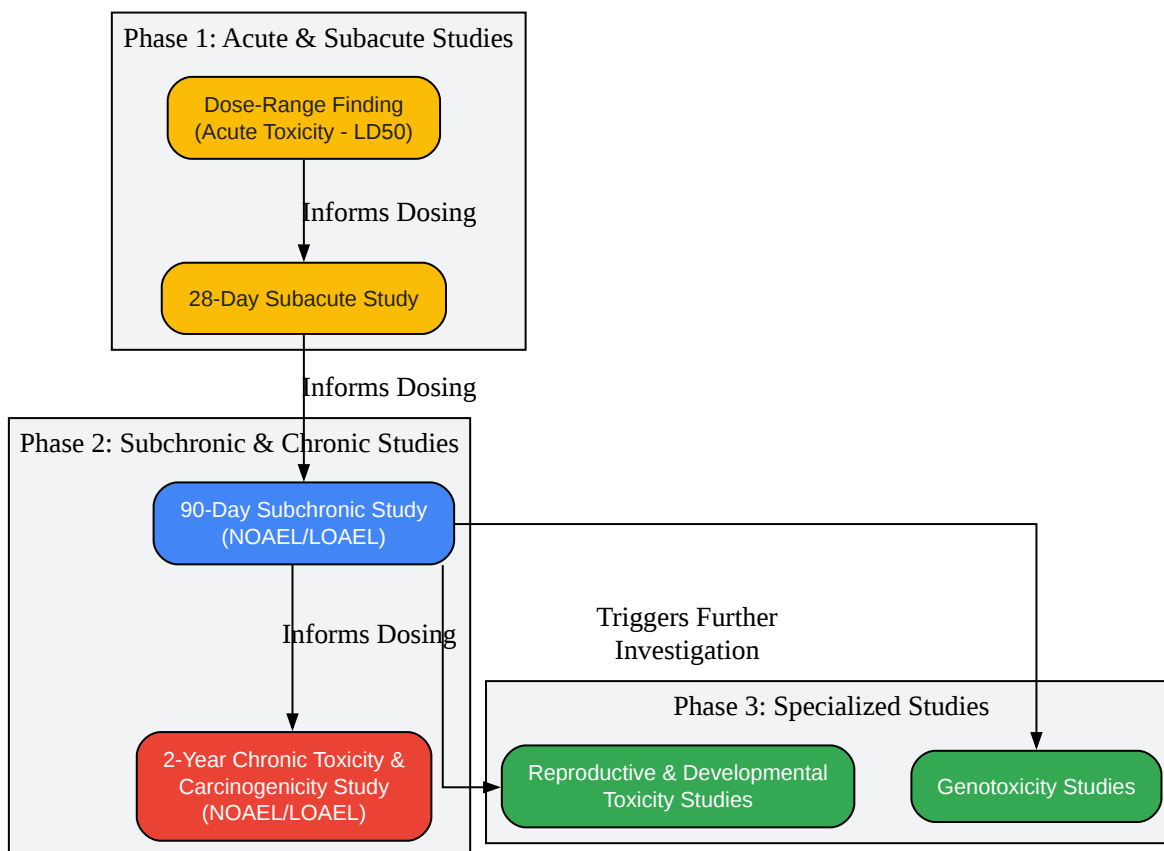 Phase 1: Acute & Subacute Studies
Dose-Range Finding
(Acute Toxicity - LD50)
Informs Dosing
28-Day Subacute Study
Informs Dosing
Phase 2: Subchronic & Chronic Studies
90-Day Subchronic Study
(NOAEL/LOAEL)
Informs Dosing
Triggers Further
Investigation
Phase 3: Specialized Studies
2-Year Chronic Toxicity &
Carcinogenicity Study
(NOAEL/LOAEL)
Reproductive & Developmental
Toxicity Studies
Genotoxicity Studies